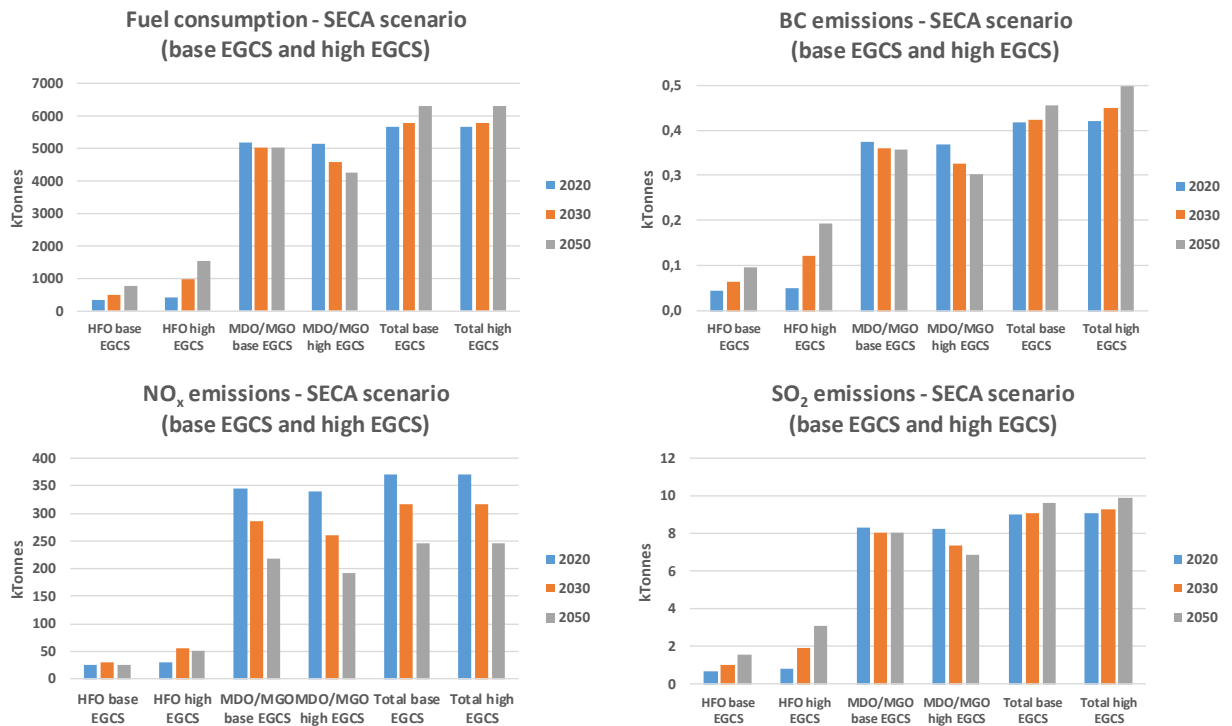 Fuel consumption - SECA scenario
(base EGCS and high EGCS)
7000
6000
5000
4000
3000
2000
1000
0
kTonnes
HFO base
EGCS
HFO high
EGCS
MDO/MGO
base EGCS
MDO/MGO
high EGCS
Total base
EGCS
Total high
EGCS
2020
2030
2050
BC emissions - SECA scenario
(base EGCS and high EGCS)
0,5
0,4
0,3
0,2
0,1
0,0
kTonnes
HFO base
EGCS
HFO high
EGCS
MDO/MGO
base EGCS
MDO/MGO
high EGCS
Total base
EGCS
Total high
EGCS
2020
2030
2050
NOₓ emissions - SECA scenario
(base EGCS and high EGCS)
400
350
300
250
200
150
100
50
0
kTonnes
HFO base
EGCS
HFO high
EGCS
MDO/MGO
base EGCS
MDO/MGO
high EGCS
Total base
EGCS
Total high
EGCS
2020
2030
2050
SO₂ emissions - SECA scenario
(base EGCS and high EGCS)
12
10
8
6
4
2
0
kTonnes
HFO base
EGCS
HFO high
EGCS
MDO/MGO
base EGCS
MDO/MGO
high EGCS
Total base
EGCS
Total high
EGCS
2020
2030
2050